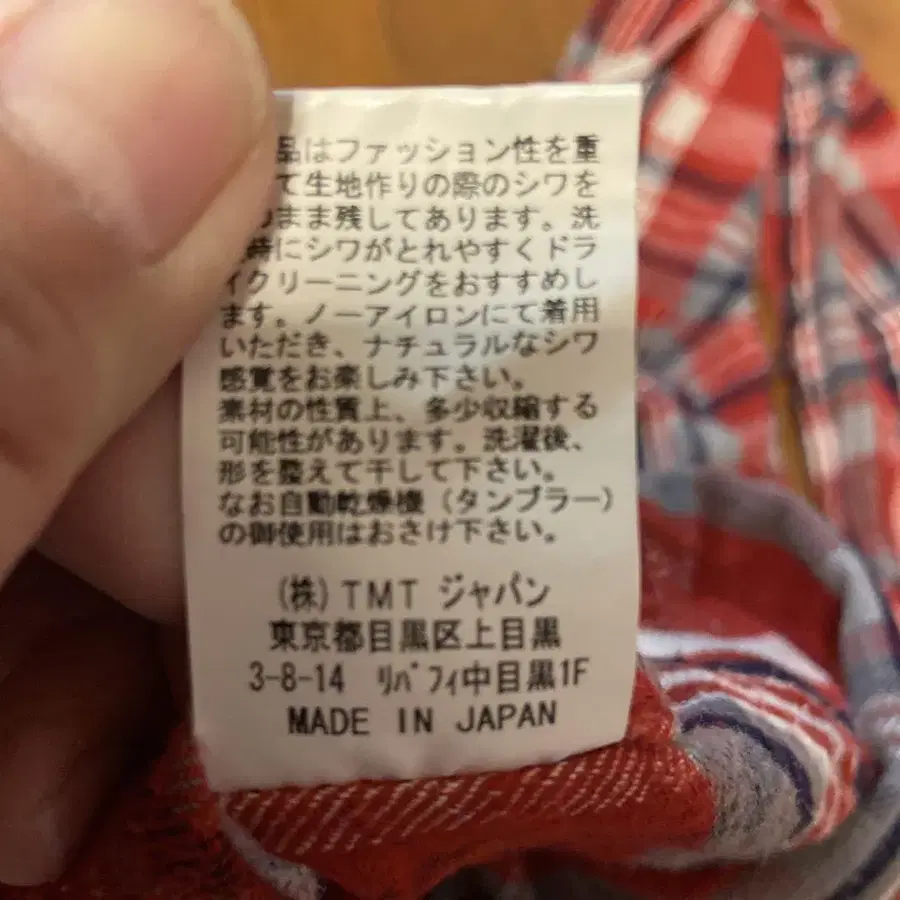 品はファッション性を重
て生地作りの際のシワを
まま残してあります。洗
時にシワがとれやすくドラ
イクリーニングをおすすめし
ます。ノーアイロンにて着用
いただき、ナチュラルなシワ
感覚をお楽しみ下さい。
素材の性質上、多少収縮する
可能性があります。洗濯後、
形を整えて干して下さい。
なお自動乾燥機（タンブラー）
の御使用はおさけ下さい。
(株) TMT ジャパン
東京都目黒区上目黒
3-8-14 ﾘﾊﾞﾌｨ中目黒1F
MADE IN JAPAN